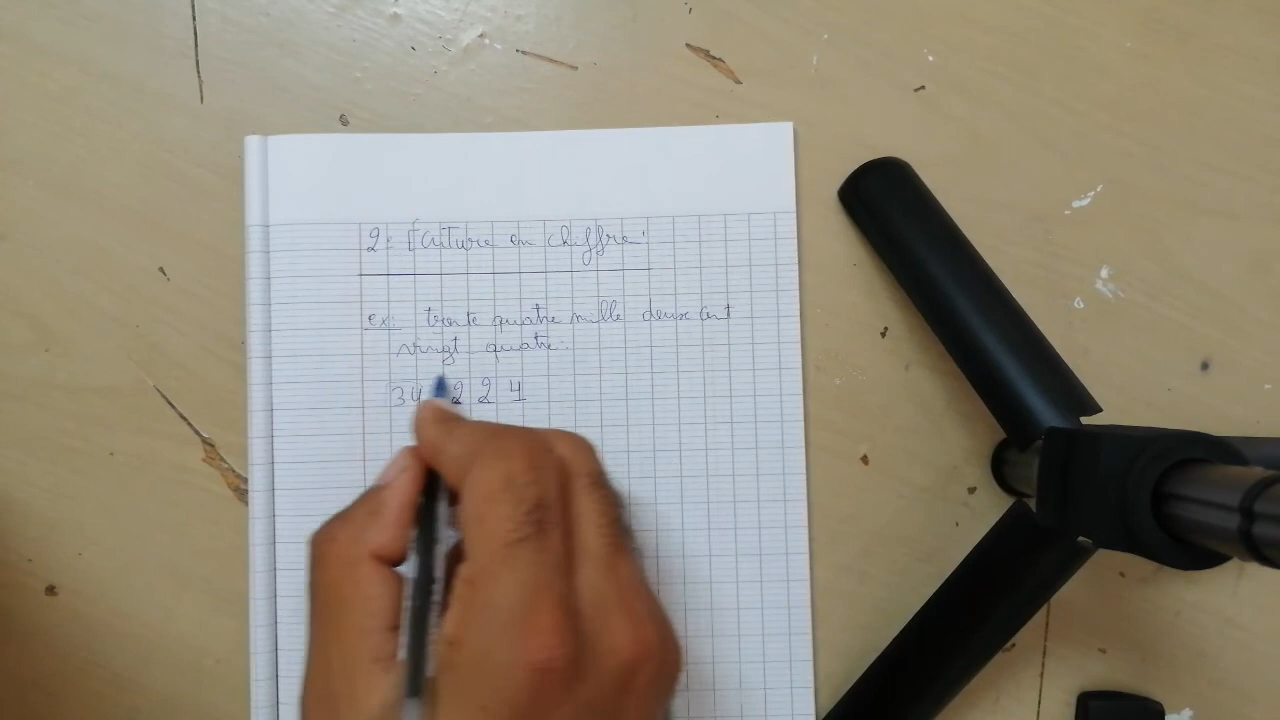 2: Écriture en chiffre:
ex: trente quatre mille deux cent
vingt quatre:
34 224